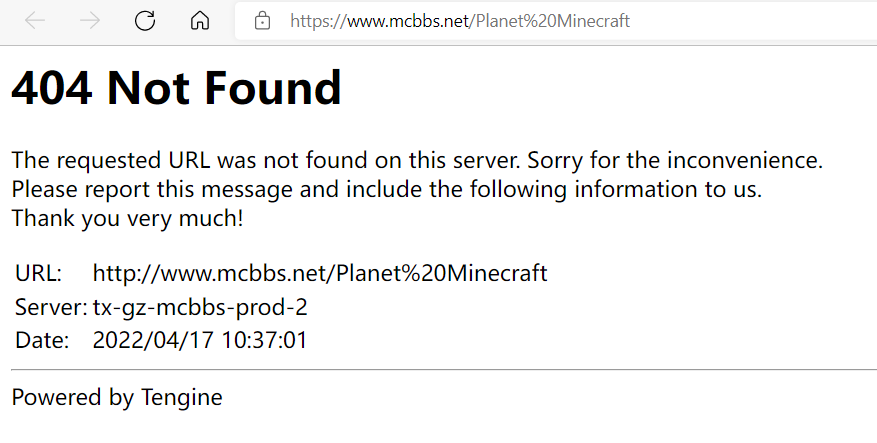 https://www.mcbbs.net/Planet%20Minecraft
404 Not Found
The requested URL was not found on this server. Sorry for the inconvenience.
Please report this message and include the following information to us.
Thank you very much!
URL: http://www.mcbbs.net/Planet%20Minecraft
Server: tx-gz-mcbbs-prod-2
Date: 2022/04/17 10:37:01
Powered by Tengine